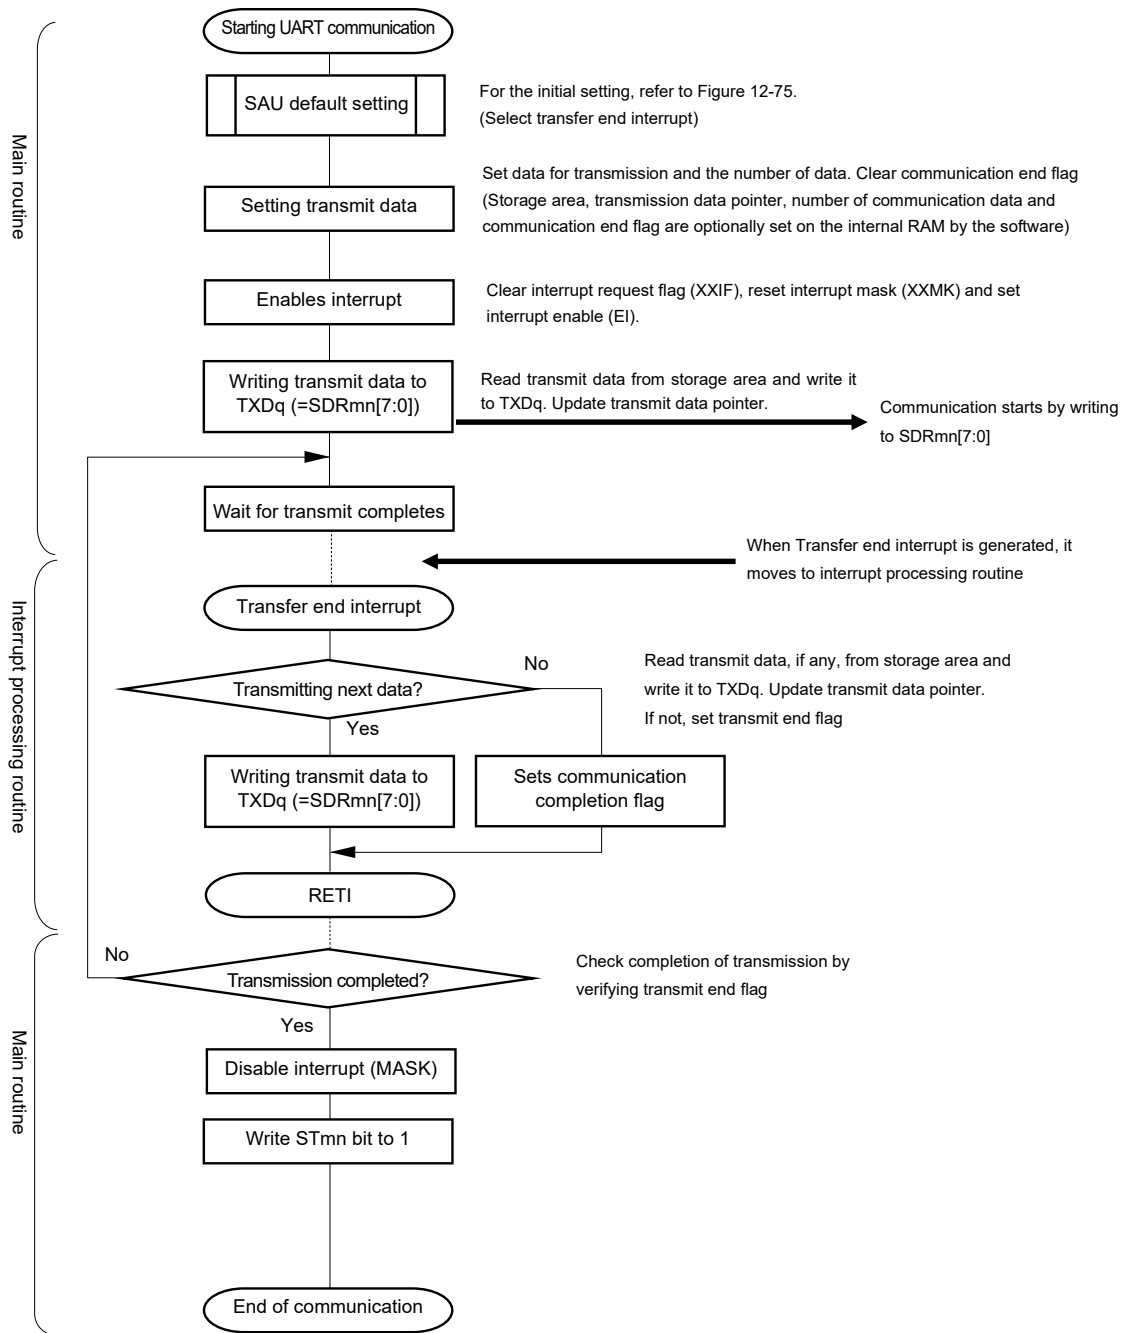 Starting UART communication
SAU default setting
For the initial setting, refer to Figure 12-75.
(Select transfer end interrupt)
Main routine
Setting transmit data
Set data for transmission and the number of data. Clear communication end flag
(Storage area, transmission data pointer, number of communication data and
communication end flag are optionally set on the internal RAM by the software)
Enables interrupt
Clear interrupt request flag (XXIF), reset interrupt mask (XXMK) and set
interrupt enable (EI).
Writing transmit data to
TXDq (=SDRmn[7:0])
Read transmit data from storage area and write it
to TXDq. Update transmit data pointer.
Communication starts by writing
to SDRmn[7:0]
Wait for transmit completes
When Transfer end interrupt is generated, it
moves to interrupt processing routine
Interrupt processing routine
Transfer end interrupt
Transmitting next data?
No
Yes
Read transmit data, if any, from storage area and
write it to TXDq. Update transmit data pointer.
If not, set transmit end flag
Writing transmit data to
TXDq (=SDRmn[7:0])
Sets communication
completion flag
RETI
Main routine
No
Transmission completed?
Yes
Check completion of transmission by
verifying transmit end flag
Disable interrupt (MASK)
Write STmn bit to 1
End of communication